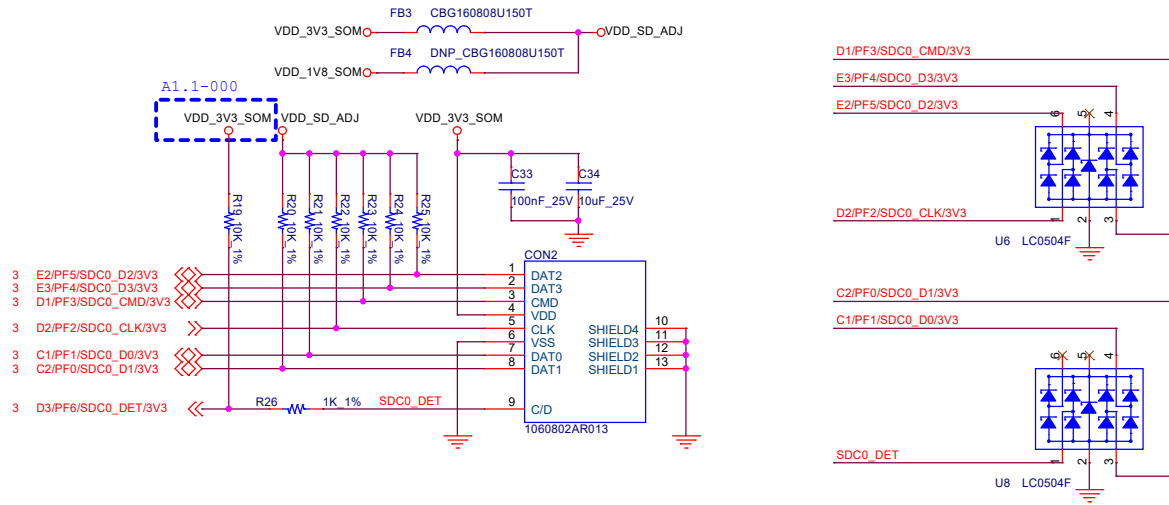 FB3 CBG160808U150T
VDD_3V3_SOM VDD_SD_ADJ
FB4 DNP_CBG160808U150T
VDD_1V8_SOM
A1.1-000
VDD_3V3_SOM VDD_SD_ADJ VDD_3V3_SOM
R19 10K_1%
R20 10K_1%
R21 10K_1%
R22 10K_1%
R23 10K_1%
R24 10K_1%
R25 10K_1%
C33 C34
100nF_25V 10uF_25V
CON2
3 E2/PF5/SDC0_D2/3V3 1 DAT2
3 E3/PF4/SDC0_D3/3V3 2 DAT3
3 D1/PF3/SDC0_CMD/3V3 3 CMD
4 VDD
3 D2/PF2/SDC0_CLK/3V3 5 CLK SHIELD4 10
6 VSS SHIELD3 11
3 C1/PF1/SDC0_D0/3V3 7 DAT0 SHIELD2 12
3 C2/PF0/SDC0_D1/3V3 8 DAT1 SHIELD1 13
3 D3/PF6/SDC0_DET/3V3 R26 1K_1% SDC0_DET 9 C/D
1060802AR013
D1/PF3/SDC0_CMD/3V3
E3/PF4/SDC0_D3/3V3
E2/PF5/SDC0_D2/3V3
6 5 4
D2/PF2/SDC0_CLK/3V3
1 2 3
U6 LC0504F
C2/PF0/SDC0_D1/3V3
C1/PF1/SDC0_D0/3V3
6 5 4
SDC0_DET
1 2 3
U8 LC0504F